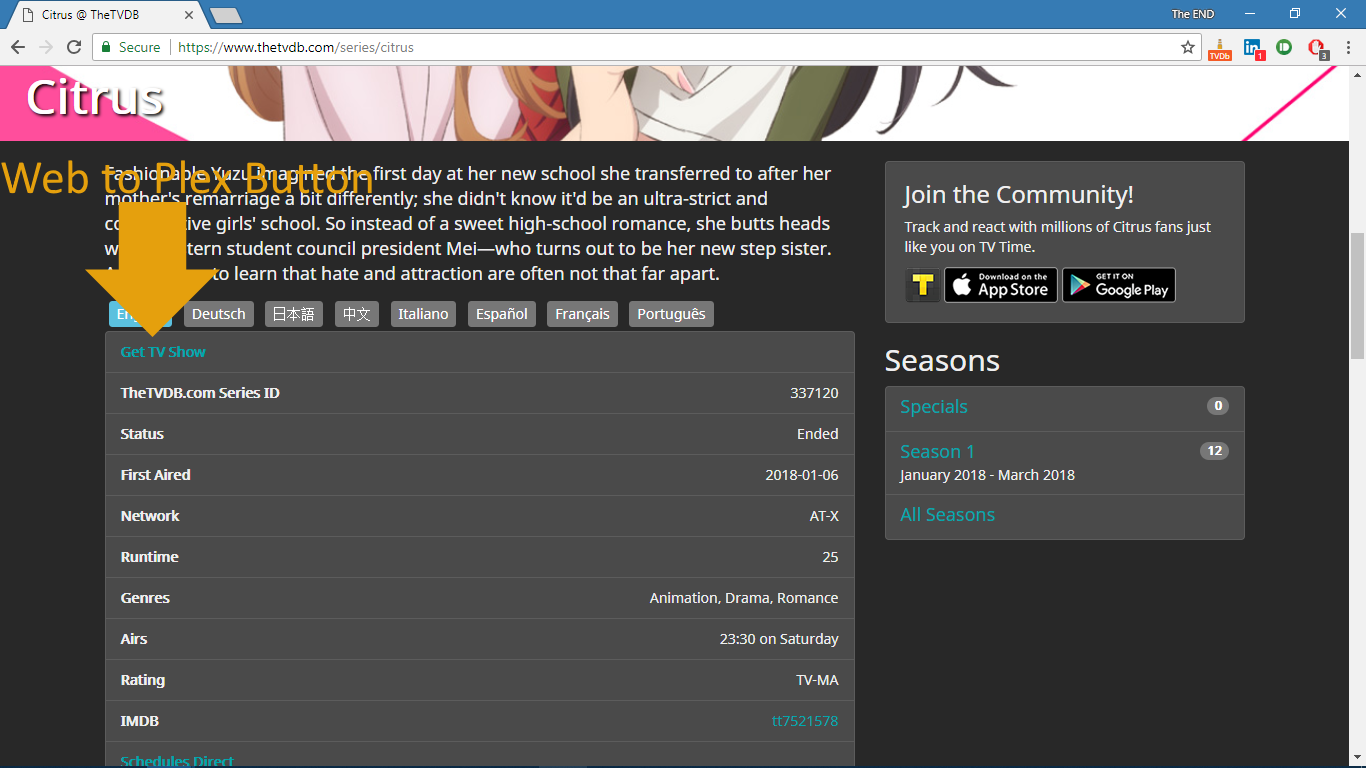 Citrus @ TheTVDB
The END
Secure
https://www.thetvdb.com/series/citrus
TVDb
1
3
Citrus
Web to Plex Button
Fashionable Yuzu imagined the first day at her new school she transferred to after her
mother's remarriage a bit differently; she didn't know it'd be an ultra-strict and
girls' school. So instead of a sweet high-school romance, she butts heads
student council president Mei—who turns out to be her new step sister.
to learn that hate and attraction are often not that far apart.
Deutsch
日本語
中文
Italiano
Español
Français
Português
Get TV Show
TheTVDB.com Series ID 337120
Status Ended
First Aired 2018-01-06
Network AT-X
Runtime 25
Genres Animation, Drama, Romance
Airs 23:30 on Saturday
Rating TV-MA
IMDB tt7521578
Schedules Direct
Join the Community!
Track and react with millions of Citrus fans just
like you on TV Time.
T
Download on the
App Store
GET IT ON
Google Play
Seasons
Specials 0
Season 1 12
January 2018 - March 2018
All Seasons